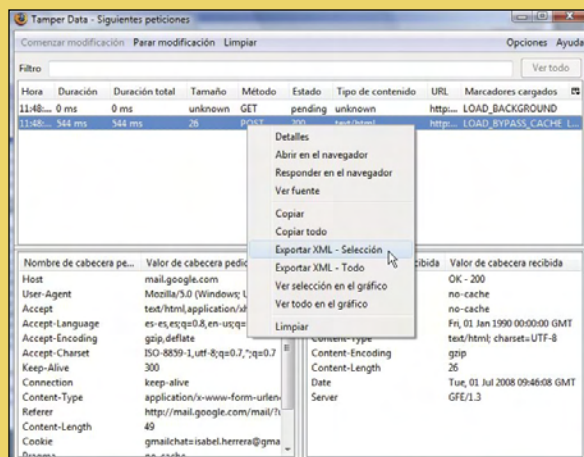 Tamper Data - Siguientes peticiones
Comenzar modificación Parar modificación Limpiar Opciones Ayuda
Filtro Ver todo
Hora Duración Duración total Tamaño Método Estado Tipo de contenido URL Marcadores cargados
11:48:... 0 ms 0 ms unknown GET pending unknown http:... LOAD_BACKGROUND
11:48:... 544 ms 544 ms 26 POST 200 text/html http:... LOAD_BYPASS_CACHE L...
Detalles
Abrir en el navegador
Responder en el navegador
Ver fuente
Copiar
Copiar todo
Exportar XML - Selección
Exportar XML - Todo
Ver selección en el gráfico
Ver todo en el gráfico
Limpiar
Nombre de cabecera pe... Valor de cabecera pedi
Host mail.google.com
User-Agent Mozilla/5.0 (Windows; U
Accept text/html,application/xh
Accept-Language es-es,es;q=0.8,en-us;q=
Accept-Encoding gzip,deflate
Accept-Charset ISO-8859-1,utf-8;q=0.7,*;q=0.7
Keep-Alive 300
Connection keep-alive
Content-Type application/x-www-form-urlen
Referer http://mail.google.com/mail/?u
Content-Length 49
Cookie gmailchat=isabel.herrera@gma
Pragma no-cache
cibida Valor de cabecera recibida
OK - 200
no-cache
no-cache
Fri, 01 Jan 1990 00:00:00 GMT
Content-Type text/html; charset=UTF-8
Content-Encoding gzip
Content-Length 26
Date Tue, 01 Jul 2008 09:46:08 GMT
Server GFE/1.3